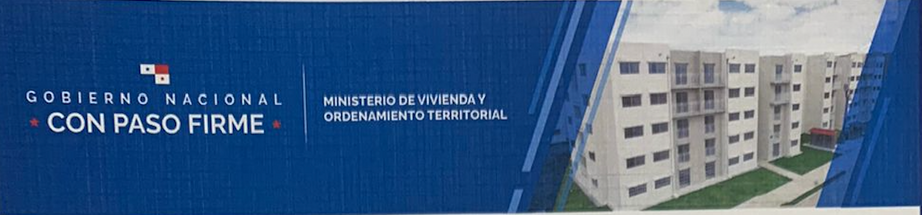 GOBIERNO NACIONAL
CON PASO FIRME
MINISTERIO DE VIVIENDA Y
ORDENAMIENTO TERRITORIAL